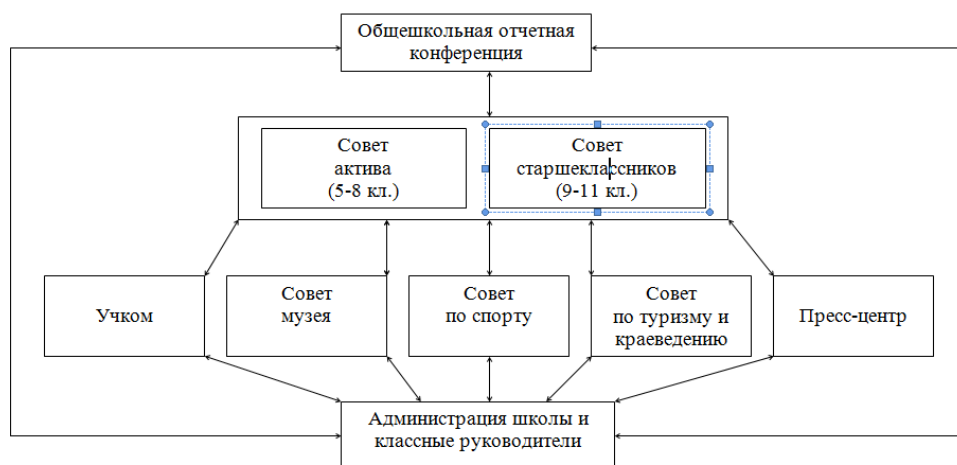 Общешкольная отчетная
конференция
Совет
актива
(5-8 кл.)
Совет
старшеклассников
(9-11 кл.)
Учком
Совет
музея
Совет
по спорту
Совет
по туризму и
краеведению
Пресс-центр
Администрация школы и
классные руководители